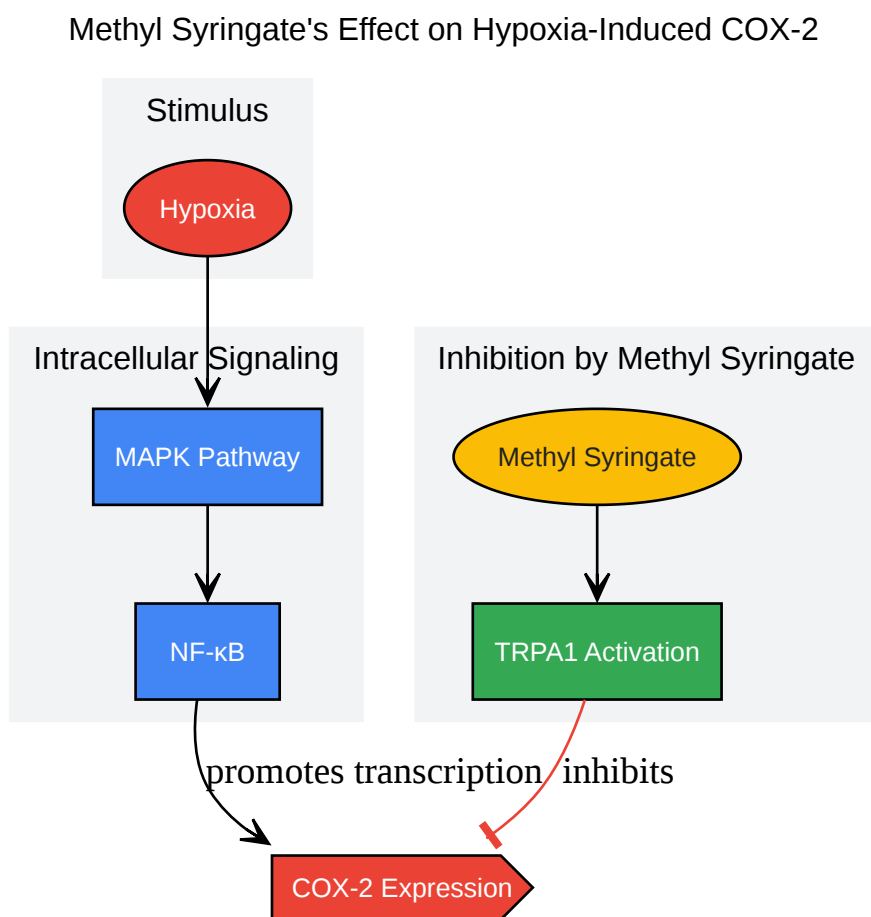 Methyl Syringate's Effect on Hypoxia-Induced COX-2
Stimulus
Hypoxia
Intracellular Signaling
Inhibition by Methyl Syringate
MAPK Pathway
Methyl Syringate
NF-κB
TRPA1 Activation
promotes transcription
inhibits
COX-2 Expression